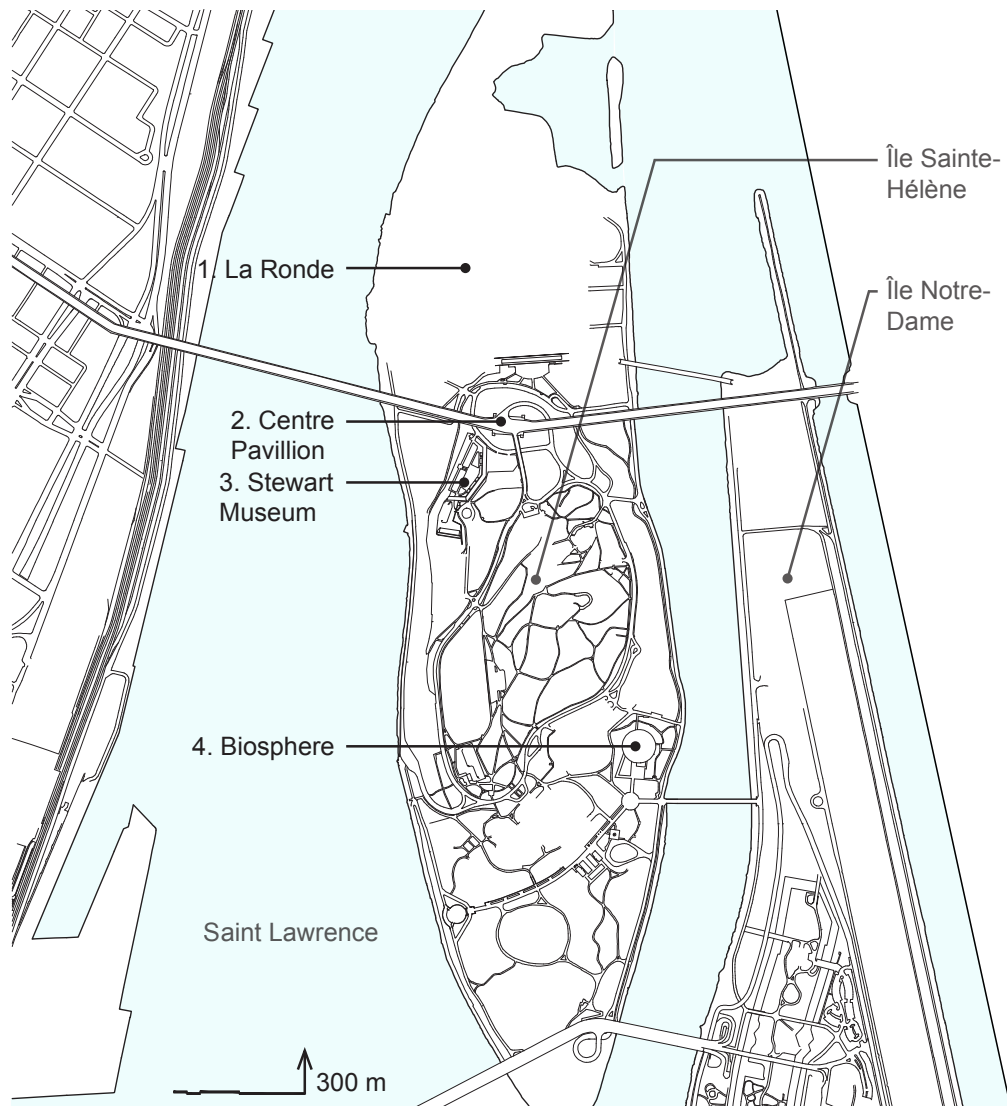 Île Sainte-
Hélène
1. La Ronde
Île Notre-
Dame
2. Centre
Pavillion
3. Stewart
Museum
4. Biosphere
Saint Lawrence
300 m